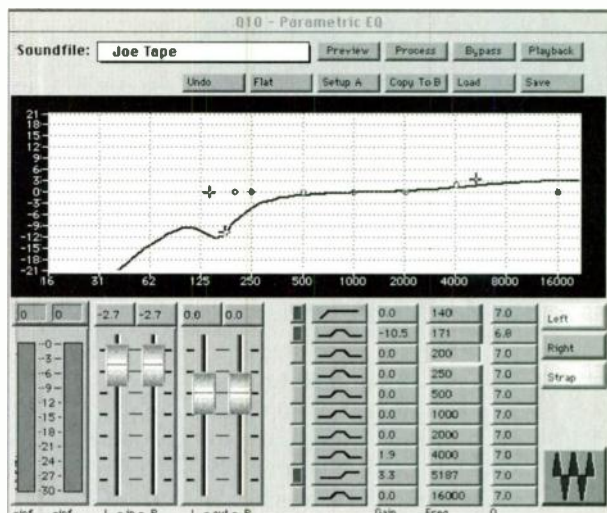 Q10 - Parametric EQ
Soundfile: Joe Tape Preview Process Bypass Playback
Undo Flat Setup A Copy To B Load Save
21
18
15
12
9
6
3
0
-3
-6
-9
-12
-15
-18
-21
16 31 62 125 250 500 1000 2000 4000 8000 16000
0 0 -2.7 -2.7 0.0 0.0
-0-
-3-
-6-
-9-
-12-
-15-
-18-
-21-
-24-
-27-
-30-
0.0 140 7.0
-10.5 171 6.8
0.0 200 7.0
0.0 250 7.0
0.0 500 7.0
0.0 1000 7.0
0.0 2000 7.0
1.9 4000 7.0
3.3 5187 7.0
0.0 16000 7.0
Gain Freq Q
Left
Right
Strap
-inf -inf L - in - R L - out - R